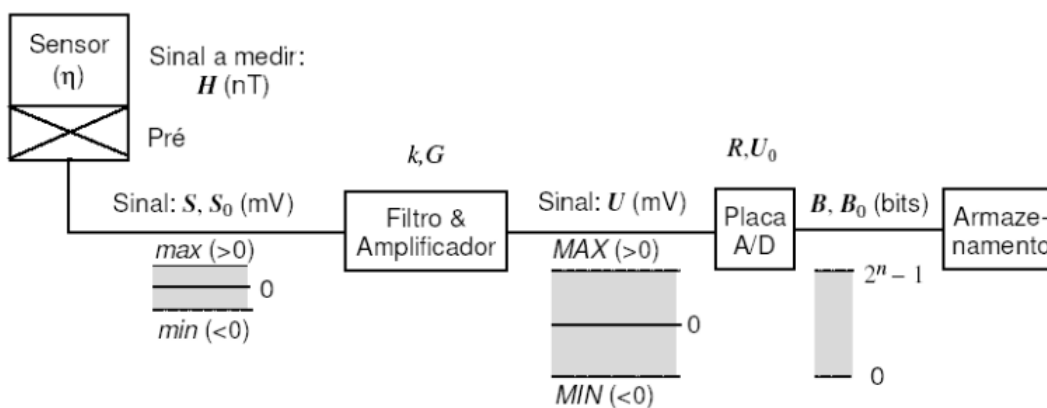 Sensor
(η)
Sinal a medir:
H (nT)
Pré
k,G
R,U₀
Sinal: S, S₀ (mV)
Filtro &
Amplificador
Sinal: U (mV)
Placa
A/D
B, B₀ (bits)
Armaze-
namento
max (>0)
0
min (<0)
MAX (>0)
0
MIN (<0)
2ⁿ – 1
0